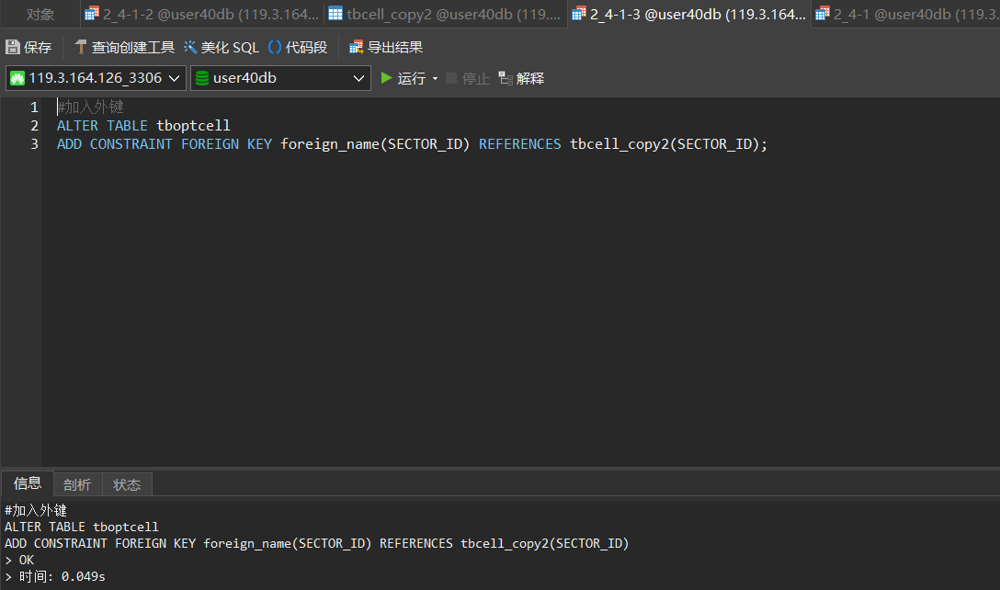 对象
2_4-1-2 @user40db (119.3.164...
tbcell_copy2 @user40db (119....
2_4-1-3 @user40db (119.3.164...
2_4-1 @user40db (119.3.
保存
查询创建工具
美化 SQL
() 代码段
导出结果
119.3.164.126_3306
user40db
运行
停止
解释
1 #加入外键
2 ALTER TABLE tboptcell
3 ADD CONSTRAINT FOREIGN KEY foreign_name(SECTOR_ID) REFERENCES tbcell_copy2(SECTOR_ID);
信息
剖析
状态
#加入外键
ALTER TABLE tboptcell
ADD CONSTRAINT FOREIGN KEY foreign_name(SECTOR_ID) REFERENCES tbcell_copy2(SECTOR_ID)
> OK
> 时间: 0.049s